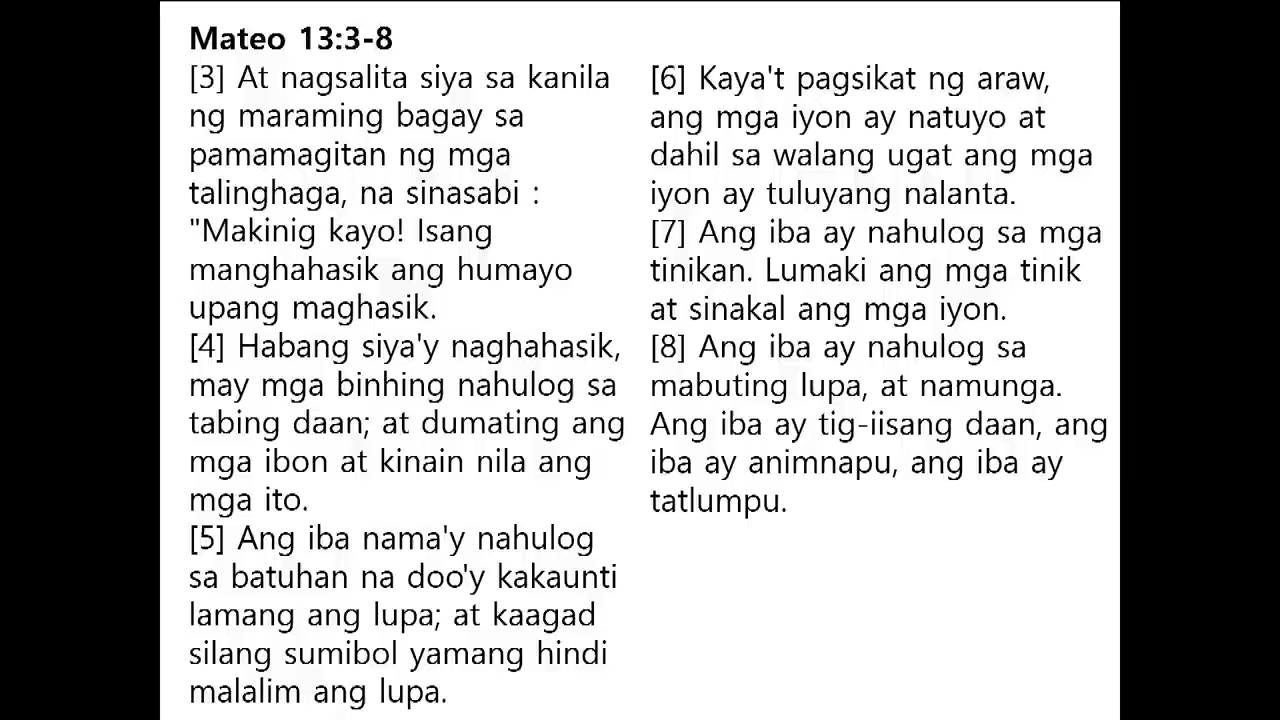 Mateo 13:3-8
[3] At nagsalita siya sa kanila
ng maraming bagay sa
pamamagitan ng mga
talinghaga, na sinasabi :
"Makinig kayo! Isang
manghahasik ang humayo
upang maghasik.
[4] Habang siya'y naghahasik,
may mga binhing nahulog sa
tabing daan; at dumating ang
mga ibon at kinain nila ang
mga ito.
[5] Ang iba nama'y nahulog
sa batuhan na doo'y kakaunti
lamang ang lupa; at kaagad
silang sumibol yamang hindi
malalim ang lupa.
[6] Kaya't pagsikat ng araw,
ang mga iyon ay natuyo at
dahil sa walang ugat ang mga
iyon ay tuluyang nalanta.
[7] Ang iba ay nahulog sa mga
tinikan. Lumaki ang mga tinik
at sinakal ang mga iyon.
[8] Ang iba ay nahulog sa
mabuting lupa, at namunga.
Ang iba ay tig-iisang daan, ang
iba ay animnapu, ang iba ay
tatlumpu.